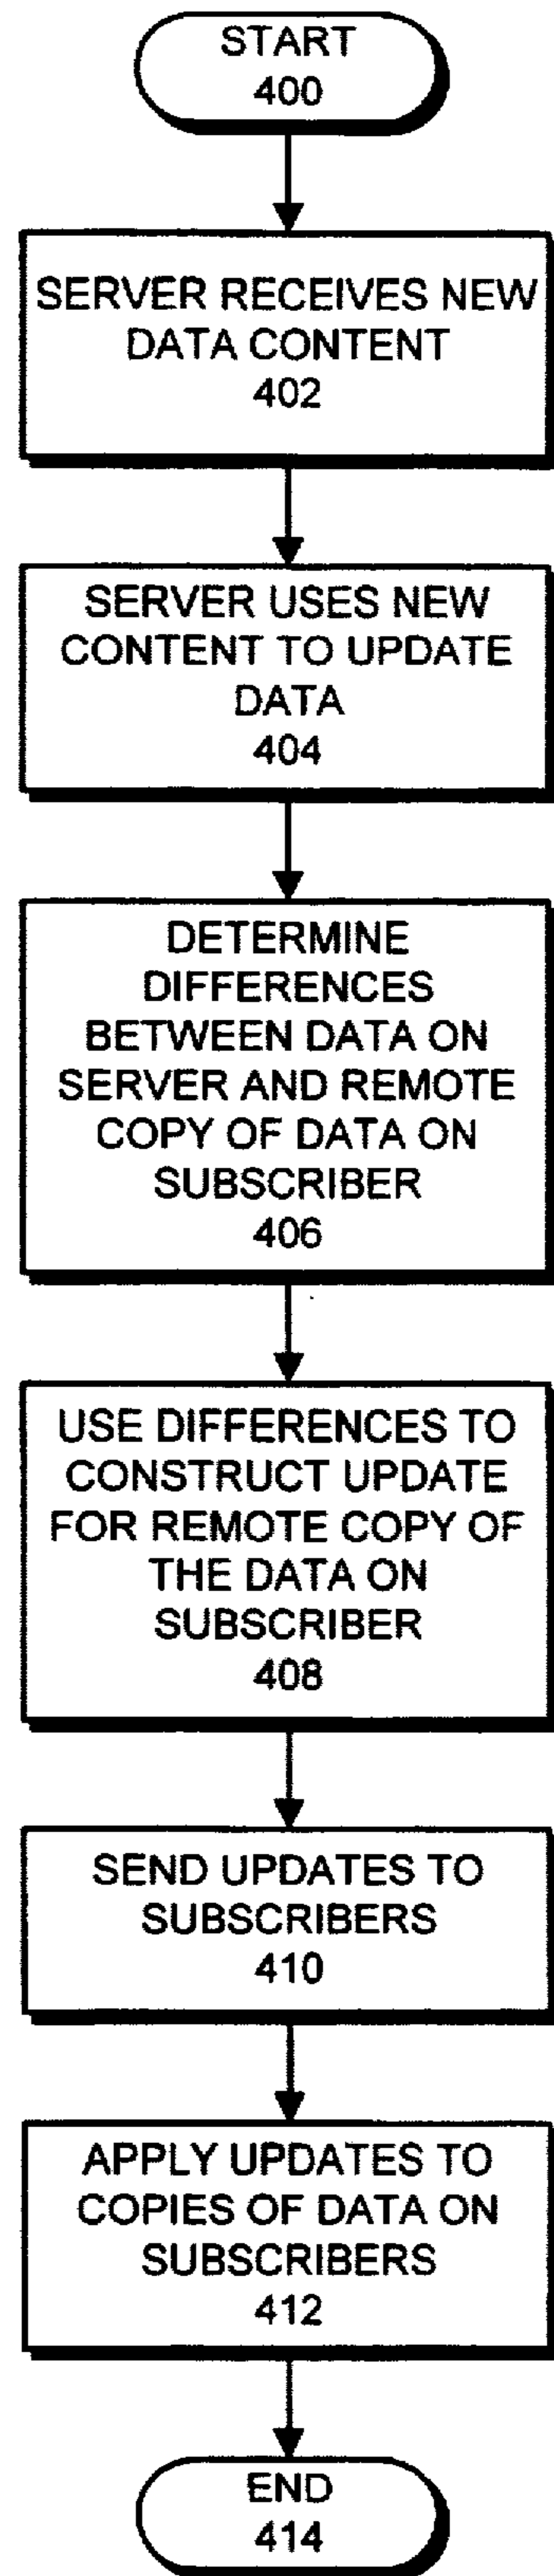 START
400
SERVER RECEIVES NEW
DATA CONTENT
402
SERVER USES NEW
CONTENT TO UPDATE
DATA
404
DETERMINE
DIFFERENCES
BETWEEN DATA ON
SERVER AND REMOTE
COPY OF DATA ON
SUBSCRIBER
406
USE DIFFERENCES TO
CONSTRUCT UPDATE
FOR REMOTE COPY OF
THE DATA ON
SUBSCRIBER
408
SEND UPDATES TO
SUBSCRIBERS
410
APPLY UPDATES TO
COPIES OF DATA ON
SUBSCRIBERS
412
END
414